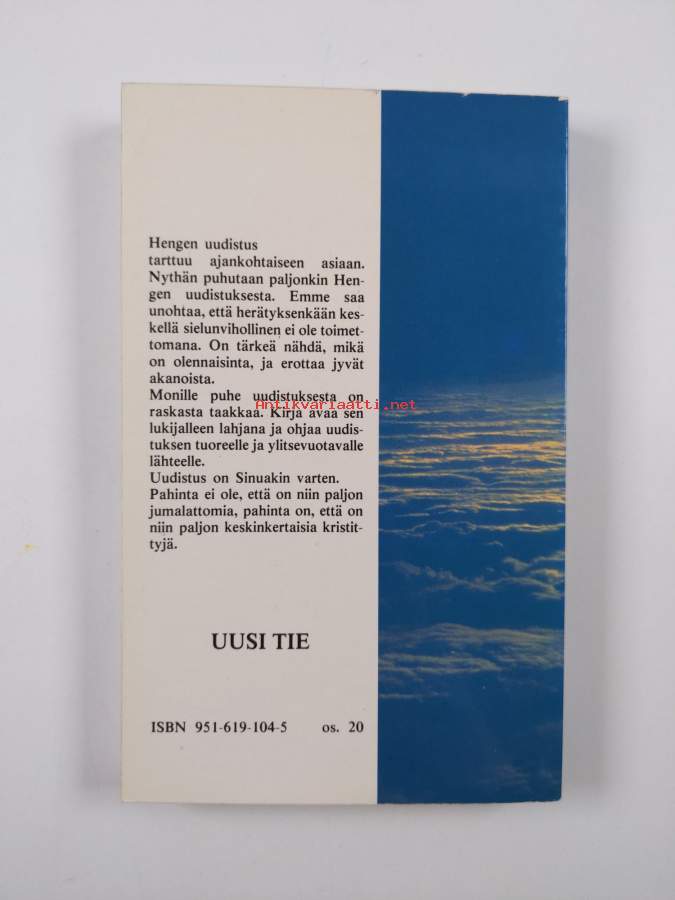 Hengen uudistus
tarttuu ajankohtaiseen asiaan.
Nythän puhutaan paljonkin Hen-
gen uudistuksesta. Emme saa
unohtaa, että herätyksenkään kes-
kellä sielunvihollinen ei ole toimet-
tomana. On tärkeä nähdä, mikä
on olennaisinta, ja erottaa jyvät
akanoista.
Monille puhe uudistuksesta on
raskasta taakkaa. Kirja avaa sen
Antikvariaatti.net
lukijalleen lahjana ja ohjaa uudis-
tuksen tuoreelle ja ylitsevuotavalle
lähteelle.
Uudistus on Sinuakin varten.
Pahinta ei ole, että on niin paljon
jumalattomia, pahinta on, että on
niin paljon keskinkertaisia kristit-
tyjä.
UUSI TIE
ISBN 951-619-104-5 os. 20